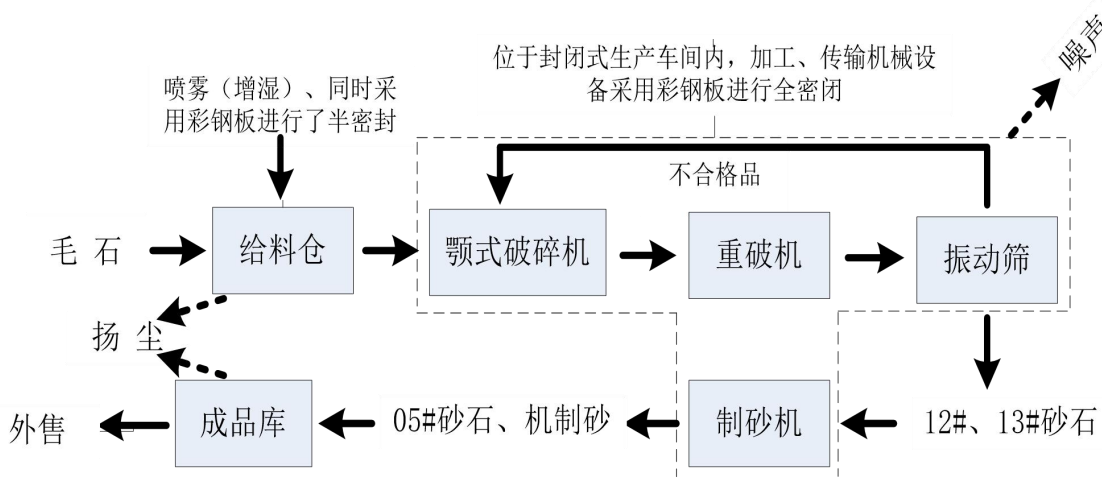 噪声
位于封闭式生产车间内，加工、传输机械设
备采用彩钢板进行全密闭
喷雾（增湿）、同时采
用彩钢板进行了半密封
不合格品
毛 石
给料仓
颚式破碎机
重破机
振动筛
扬 尘
外售
成品库
05#砂石、机制砂
制砂机
12#、13#砂石